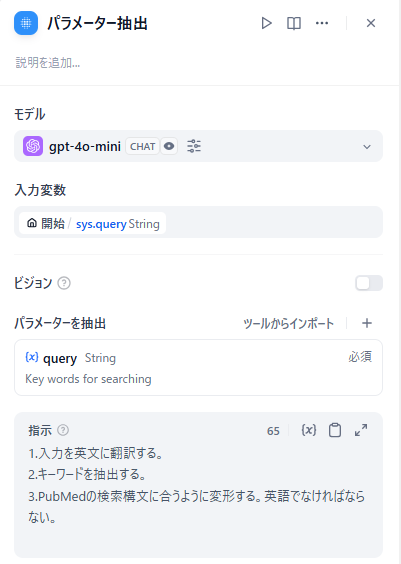 パラメーター抽出
説明を追加...
モデル
gpt-4o-mini CHAT
入力変数
開始 / sys.query String
ビジョン
パラメーターを抽出 ツールからインポート
{x} query String 必須
Key words for searching
指示 65 {x}
1.入力を英文に翻訳する。
2.キーワードを抽出する。
3.PubMedの検索構文に合うように変形する。英語でなければなら
ない。